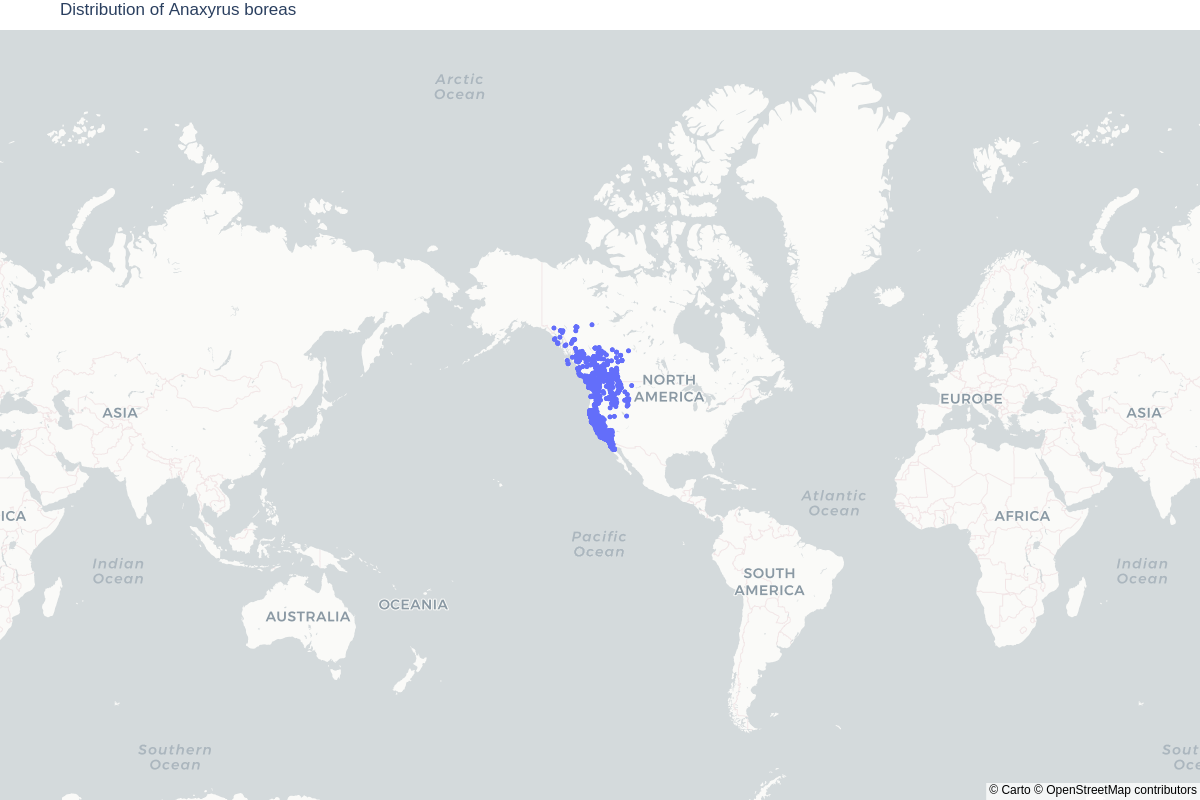 Distribution of Anaxyrus boreas
Arctic
Ocean
NORTH
AMERICA
ASIA
EUROPE
ASIA
Atlantic
Ocean
ICA
AFRICA
Pacific
Ocean
Indian
Ocean
Indian
Ocean
SOUTH
AMERICA
OCEANIA
AUSTRALIA
Southern
Ocean
Sout
Oce
© Carto © OpenStreetMap contributors